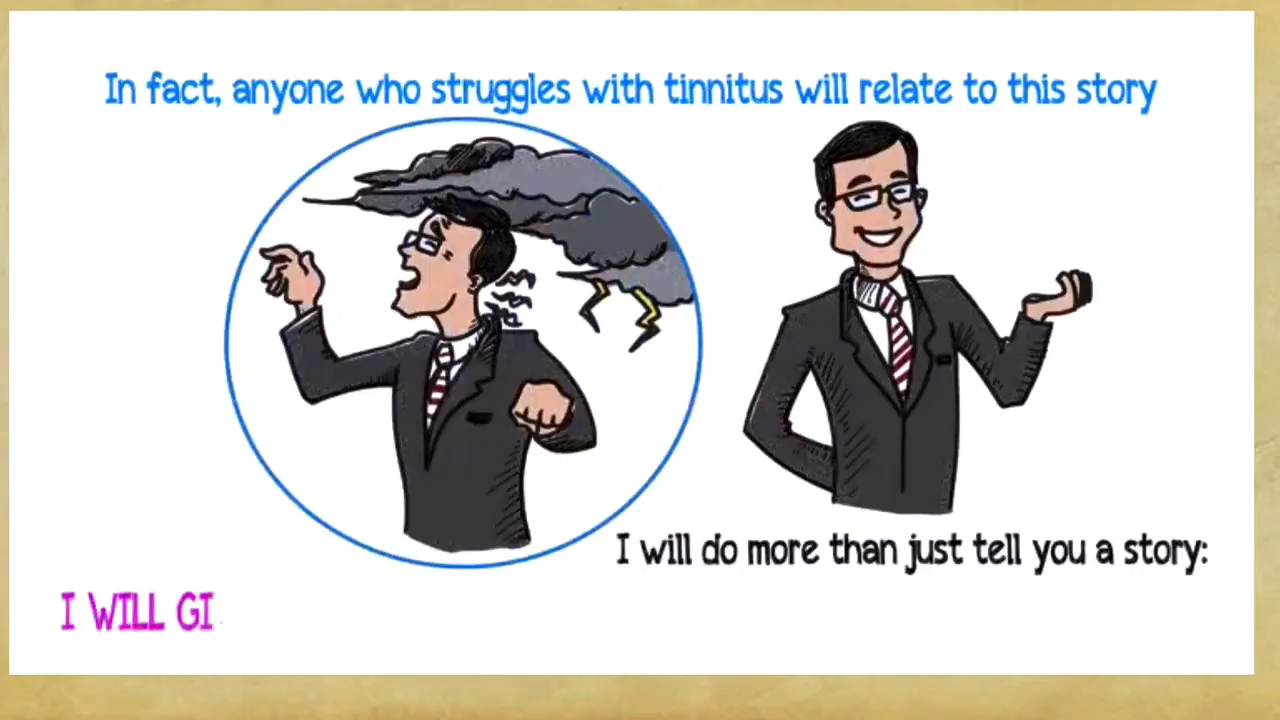 In fact, anyone who struggles with tinnitus will relate to this story
I will do more than just tell you a story:
I WILL GI